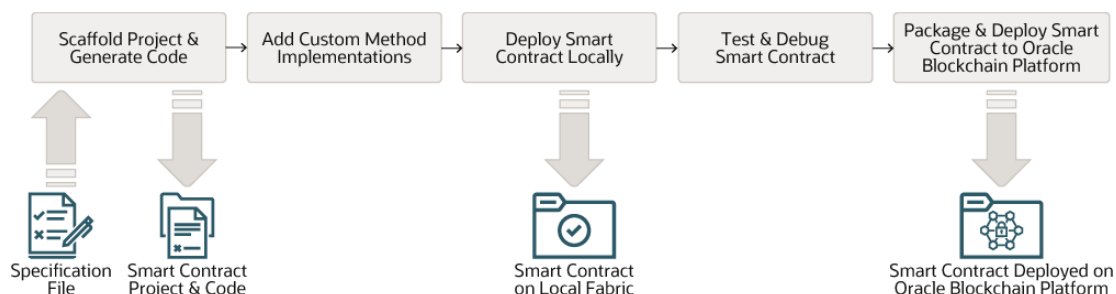 Scaffold Project &
Generate Code
Add Custom Method
Implementations
Deploy Smart
Contract Locally
Test & Debug
Smart Contract
Package & Deploy Smart
Contract to Oracle
Blockchain Platform
Specification
File
Smart Contract
Project & Code
Smart Contract
on Local Fabric
Smart Contract Deployed on
Oracle Blockchain Platform